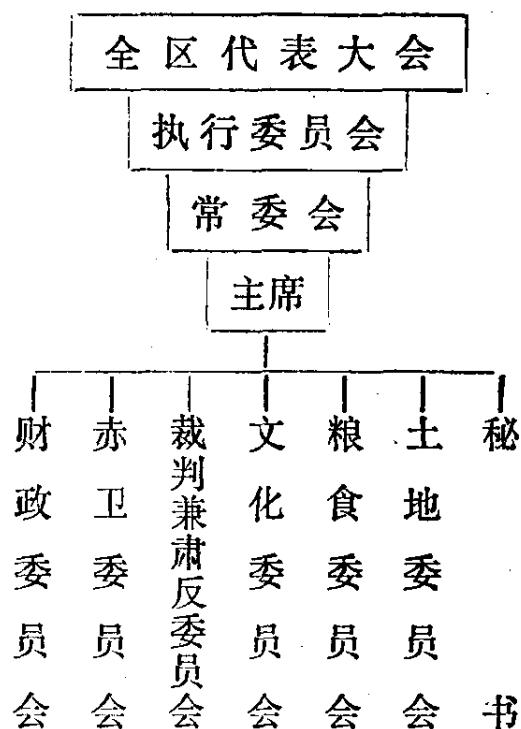 全区代表大会
执行委员会
常委会
主席
财政委员会
赤卫委员会
裁判兼肃反委员会
文化委员会
粮食委员会
土地委员会
秘书